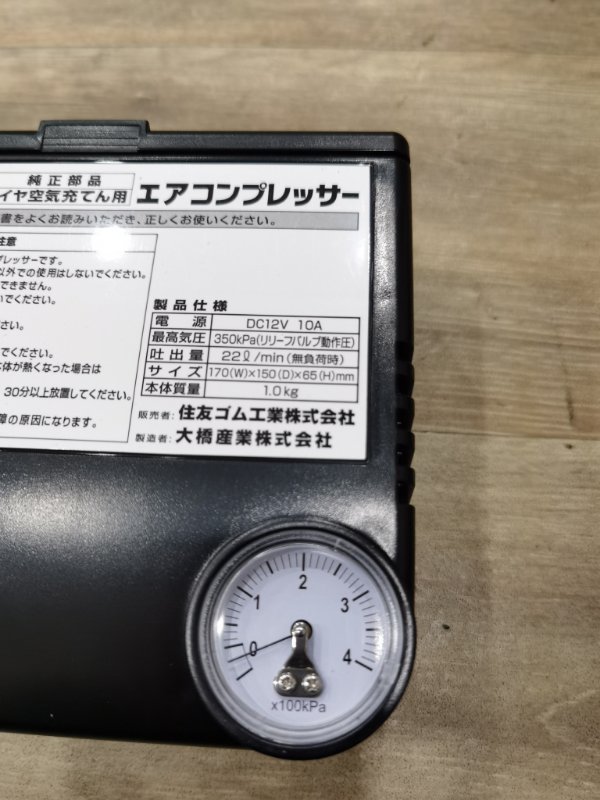 純正部品
イヤ空気充てん用 エアコンプレッサー
書をよくお読みいただき、正しくお使いください。
注意
プレッサーです。
以外での使用はしないでください。
できません。
いでください。
さい。
でください。
体が熱くなった場合は
30分以上放置してください。
障の原因になります。
製品仕様
電源 DC12V 10A
最高気圧 350kPa(リリーフバルブ動作圧)
吐出量 22ℓ/min(無負荷時)
サイズ 170(W)×150(D)×65(H)mm
本体質量 1.0kg
販売者:住友ゴム工業株式会社
製造者:大橋産業株式会社
0 1 2 3 4
x100kPa